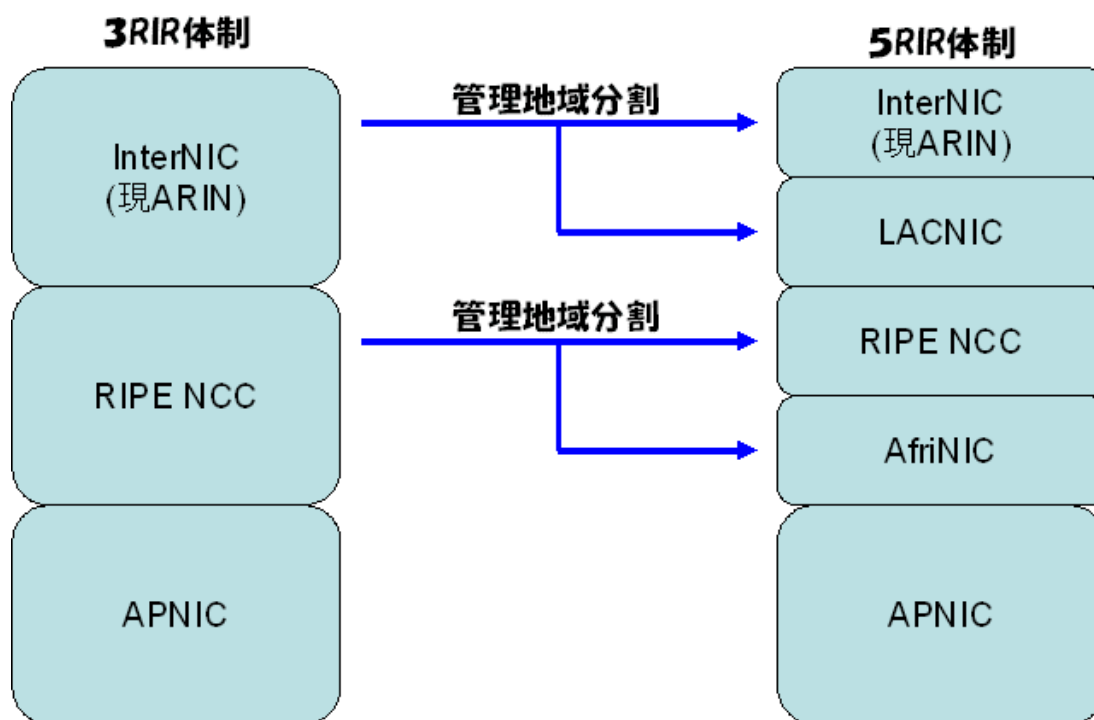 3RIR体制
InterNIC
(現ARIN)
RIPE NCC
APNIC
管理地域分割
管理地域分割
5RIR体制
InterNIC
(現ARIN)
LACNIC
RIPE NCC
AfriNIC
APNIC